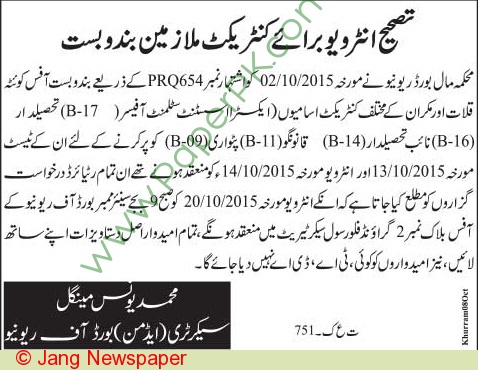 تصحیح انٹرویو برائے کنٹریکٹ ملازمین بندوبست
محکمہ مال بورڈ ریونیو نے مورخہ 02/10/2015 کو اشتہار نمبر PRQ654 کے ذریعے بندوبست آفس کوئٹہ
قلات اور مکران کے مختلف کنٹریکٹ اسامیوں (ایکسٹرا اسسٹنٹ سٹلمنٹ آفیسر (B-17) تحصیلدار
(B-16) نائب تحصیلدار (B-14) قانونگو (B-11) پٹواری (B-09) کو پر کرنے کے لئے ان کے ٹیسٹ
مورخہ 13/10/2015 اور انٹرویو مورخہ 14/10/2015ء کو منعقد ہونے تھے ان تمام ریٹائرڈ درخواست
گزاروں کو مطلع کیا جاتا ہے کہ انکے انٹرویو مورخہ 20/10/2015 کو صبح 9 بجے سینئر ممبر بورڈ آف ریونیو کے
آفس بلاک نمبر 2 گراؤنڈ فلور سول سیکرٹریٹ میں منعقد ہونگے، تمام امیدوار اصل دستاویزات اپنے ساتھ
لائیں، نیز امیدواروں کو کوئی ٹی اے، ڈی اے نہیں دیا جائے گا۔
محمد یونس مینگل
سیکرٹری (ایڈمن) بورڈ آف ریونیو
ت ع ک۔751
Khurram08Oct
www.Paperpk.com
© Jang Newspaper